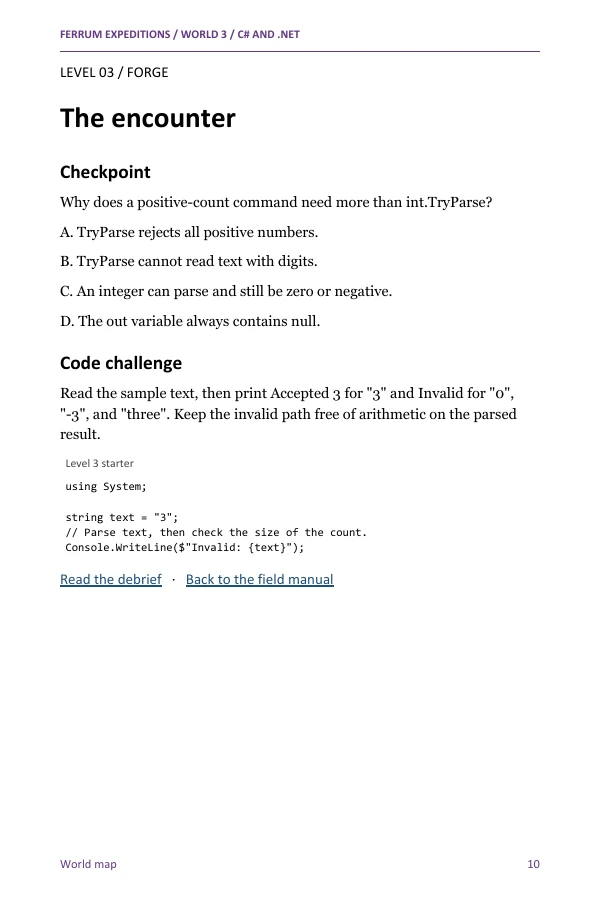 FERRUM EXPEDITIONS / WORLD 3 / C# AND .NET
LEVEL 03 / FORGE
The encounter
Checkpoint
Why does a positive-count command need more than int.TryParse?
A. TryParse rejects all positive numbers.
B. TryParse cannot read text with digits.
C. An integer can parse and still be zero or negative.
D. The out variable always contains null.
Code challenge
Read the sample text, then print Accepted 3 for "3" and Invalid for "0",
"-3", and "three". Keep the invalid path free of arithmetic on the parsed
result.
Level 3 starter
using System;
string text = "3";
// Parse text, then check the size of the count.
Console.WriteLine($"Invalid: {text}");
Read the debrief · Back to the field manual
World map 10